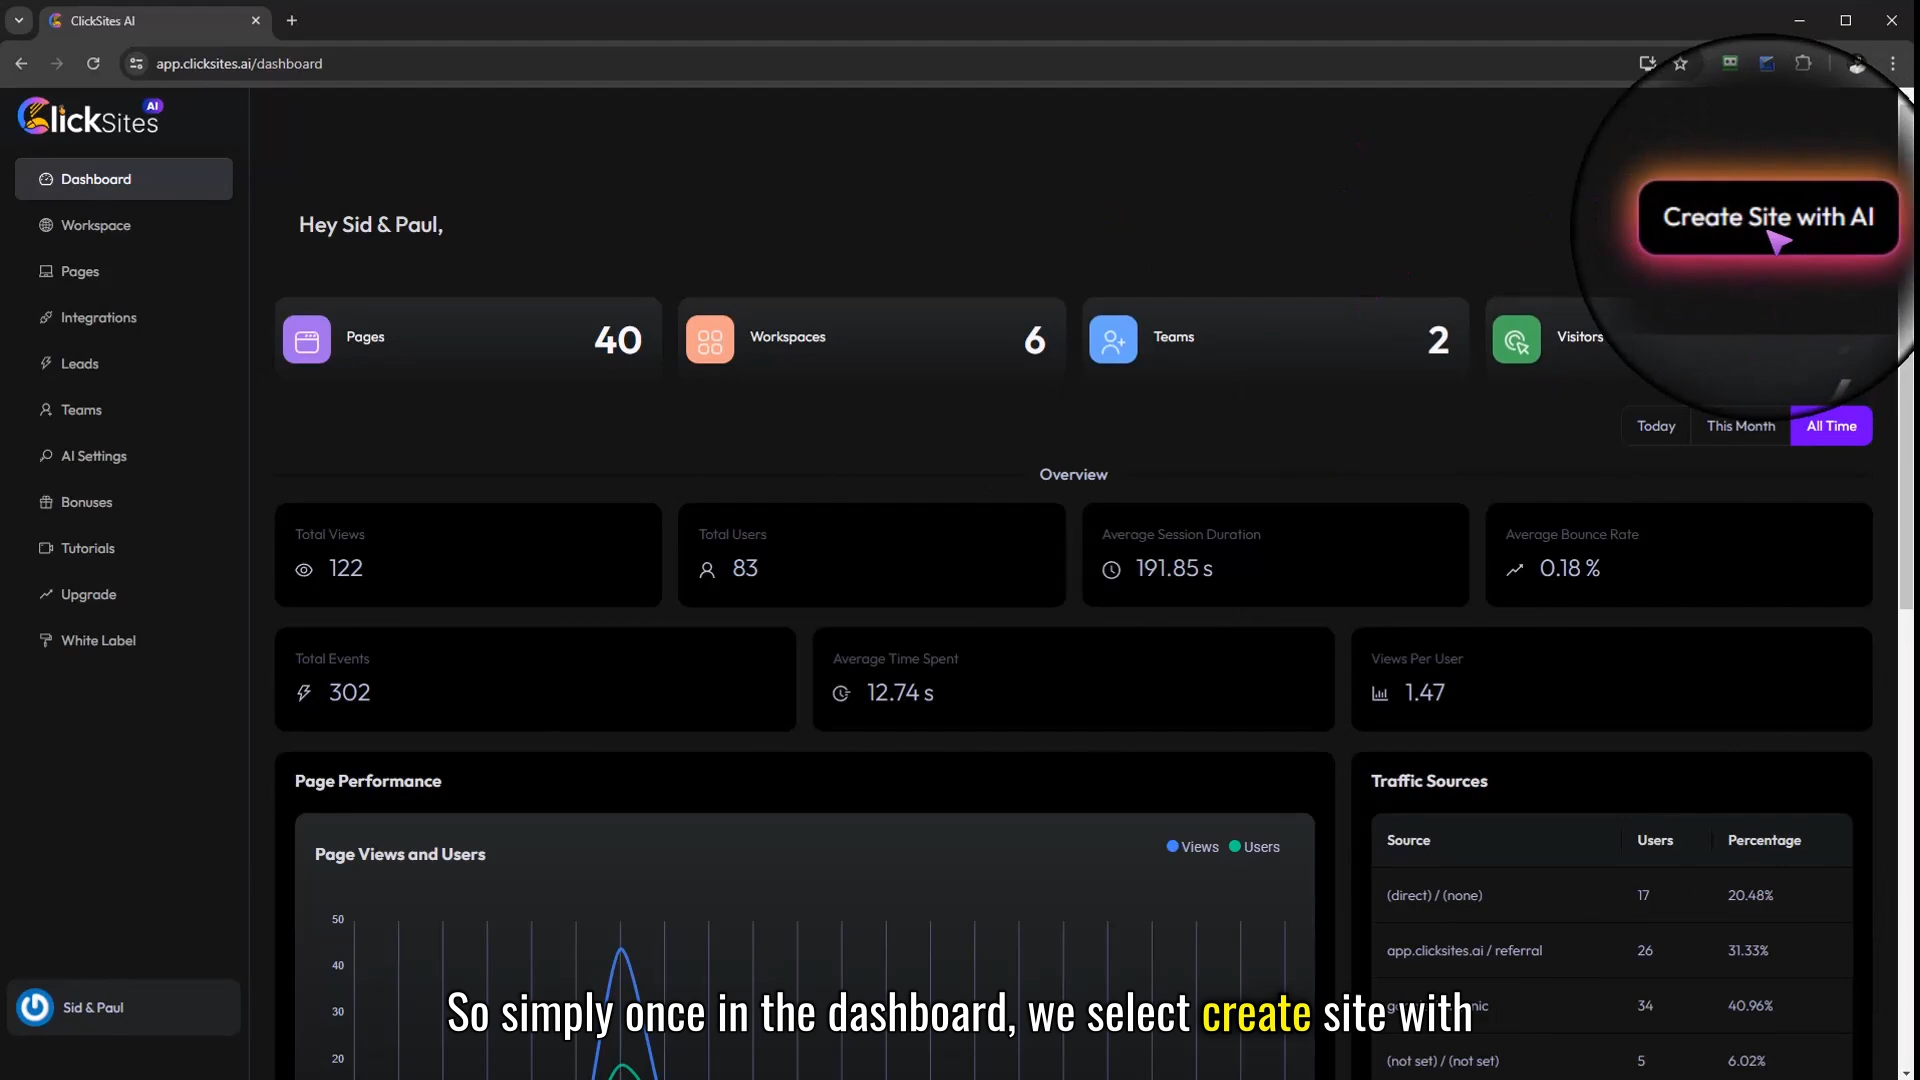 ClickSites AI
app.clicksites.ai/dashboard
ClickSites AI
Dashboard
Workspace
Pages
Integrations
Leads
Teams
AI Settings
Bonuses
Tutorials
Upgrade
White Label
Sid & Paul
Hey Sid & Paul,
Create Site with AI
Pages 40
Workspaces 6
Teams 2
Visitors
Today This Month All Time
Overview
Total Views
122
Total Users
83
Average Session Duration
191.85 s
Average Bounce Rate
0.18 %
Total Events
302
Average Time Spent
12.74 s
Views Per User
1.47
Page Performance
Page Views and Users
Views Users
50
40
30
20
Traffic Sources
Source Users Percentage
(direct) / (none) 17 20.48%
app.clicksites.ai / referral 26 31.33%
34 40.96%
(not set) / (not set) 5 6.02%
So simply once in the dashboard, we select create site with